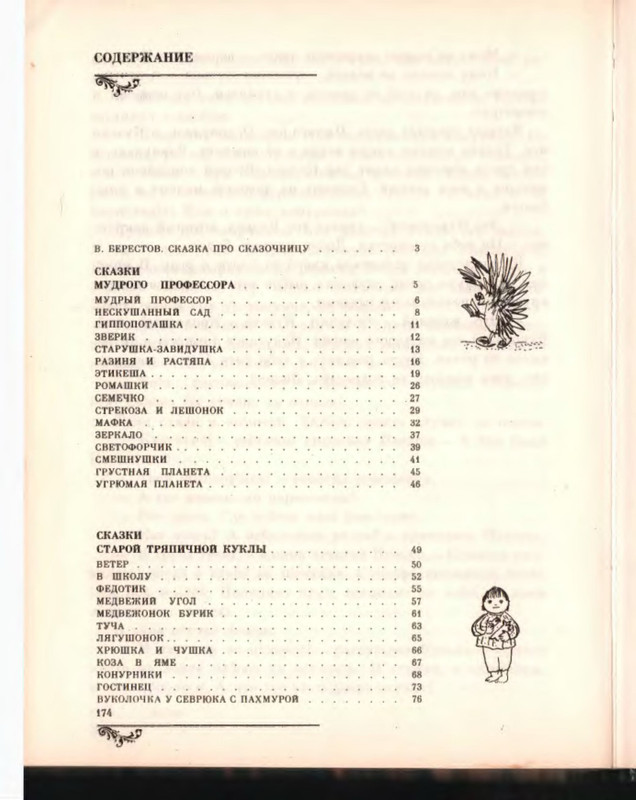 СОДЕРЖАНИЕ
В. БЕРЕСТОВ. СКАЗКА ПРО СКАЗОЧНИЦУ . . . . . . . . 3
СКАЗКИ
МУДРОГО ПРОФЕССОРА . . . . . . . . . . . . . 5
МУДРЫЙ ПРОФЕССОР . . . . . . . . . . . . . . . 6
НЕСКУШАННЫЙ САД . . . . . . . . . . . . . . . 8
ГИППОПОТАШКА . . . . . . . . . . . . . . . . . 11
ЗВЕРИК . . . . . . . . . . . . . . . . . . . . . 12
СТАРУШКА-ЗАВИДУШКА . . . . . . . . . . . . . . 13
РАЗИНЯ И РАСТЯПА . . . . . . . . . . . . . . . 16
ЭТИКЕША . . . . . . . . . . . . . . . . . . . . 19
РОМАШКИ . . . . . . . . . . . . . . . . . . . 26
СЕМЕЧКО . . . . . . . . . . . . . . . . . . . 27
СТРЕКОЗА И ЛЕШОНОК . . . . . . . . . . . . . . 29
МАФКА . . . . . . . . . . . . . . . . . . . . . 32
ЗЕРКАЛО . . . . . . . . . . . . . . . . . . . . 37
СВЕТОФОРЧИК . . . . . . . . . . . . . . . . . . 39
СМЕШНУШКИ . . . . . . . . . . . . . . . . . . 41
ГРУСТНАЯ ПЛАНЕТА . . . . . . . . . . . . . . . 45
УГРЮМАЯ ПЛАНЕТА . . . . . . . . . . . . . . . 46
СКАЗКИ
СТАРОЙ ТРЯПИЧНОЙ КУКЛЫ . . . . . . . . . . . 49
ВЕТЕР . . . . . . . . . . . . . . . . . . . . . 50
В ШКОЛУ . . . . . . . . . . . . . . . . . . . 52
ФЕДОТИК . . . . . . . . . . . . . . . . . . . 55
МЕДВЕЖИЙ УГОЛ . . . . . . . . . . . . . . . . 57
МЕДВЕЖОНОК БУРИК . . . . . . . . . . . . . . . 61
ТУЧА . . . . . . . . . . . . . . . . . . . . . 63
ЛЯГУШОНОК . . . . . . . . . . . . . . . . . . . 65
ХРЮШКА И ЧУШКА . . . . . . . . . . . . . . . 66
КОЗА В ЯМЕ . . . . . . . . . . . . . . . . . . 67
КОНУРНИКИ . . . . . . . . . . . . . . . . . . 68
ГОСТИНЕЦ . . . . . . . . . . . . . . . . . . . 73
ВУКОЛОЧКА У СЕВРЮКА С ПАХМУРОЙ . . . . . . . . 76
174